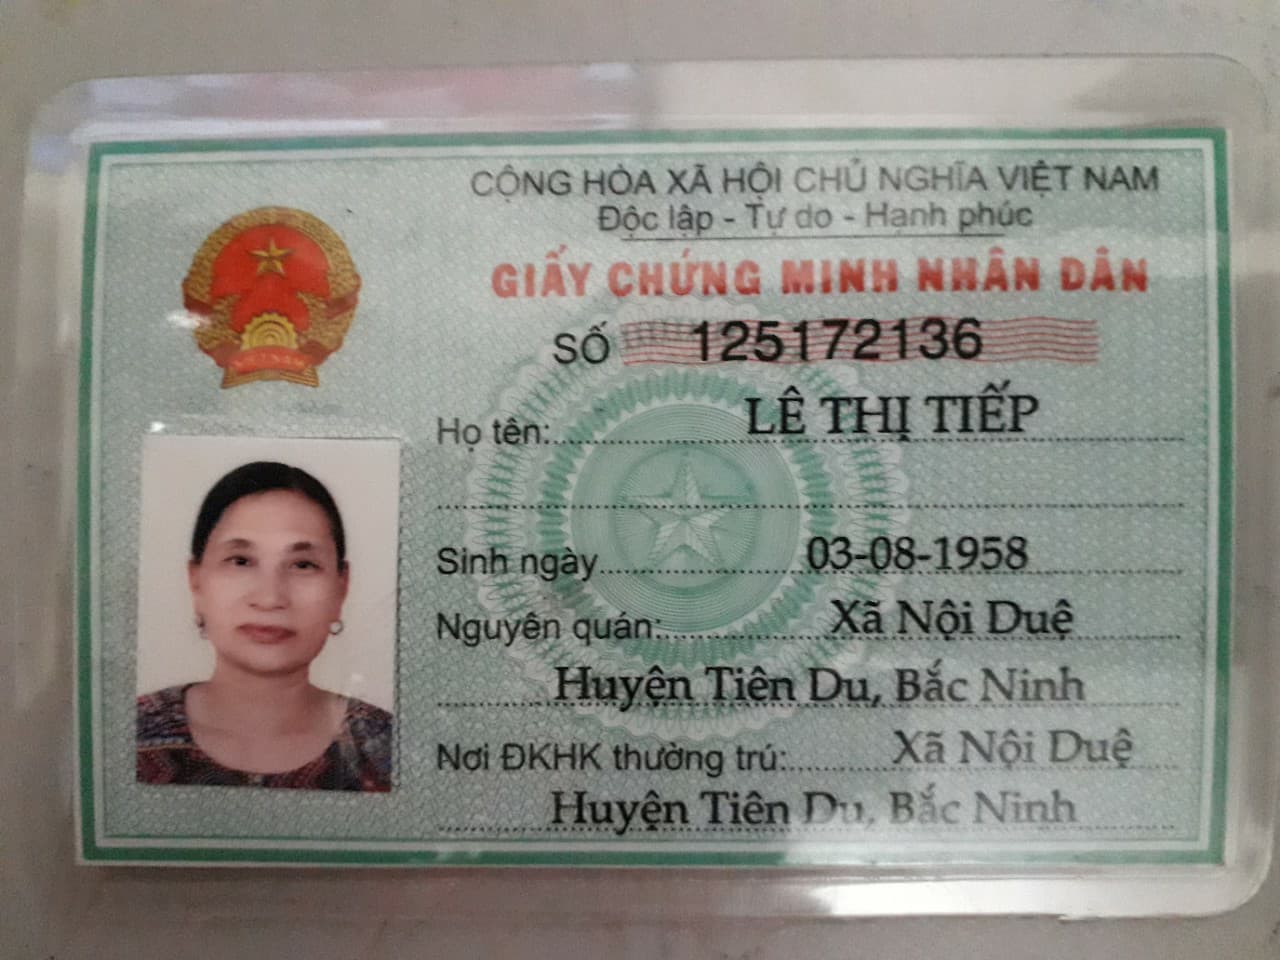 CỘNG HÒA XÃ HỘI CHỦ NGHĨA VIỆT NAM
Độc lập - Tự do - Hạnh phúc
GIẤY CHỨNG MINH NHÂN DÂN
SỐ 125172136
Họ tên: LÊ THỊ TIẾP
Sinh ngày 03-08-1958
Nguyên quán: Xã Nội Duệ
Huyện Tiên Du, Bắc Ninh
Nơi ĐKHK thường trú: Xã Nội Duệ
Huyện Tiên Du, Bắc Ninh